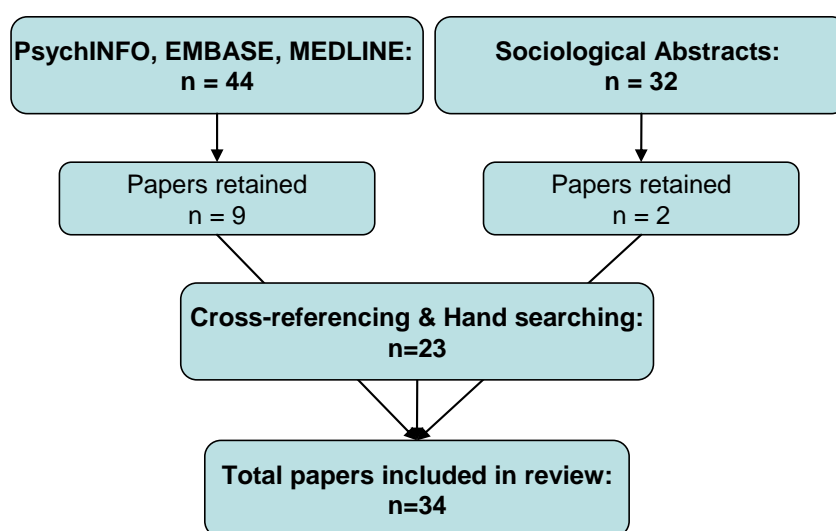 PsychINFO, EMBASE, MEDLINE:
n = 44
Sociological Abstracts:
n = 32
Papers retained
n = 9
Papers retained
n = 2
Cross-referencing & Hand searching:
n=23
Total papers included in review:
n=34